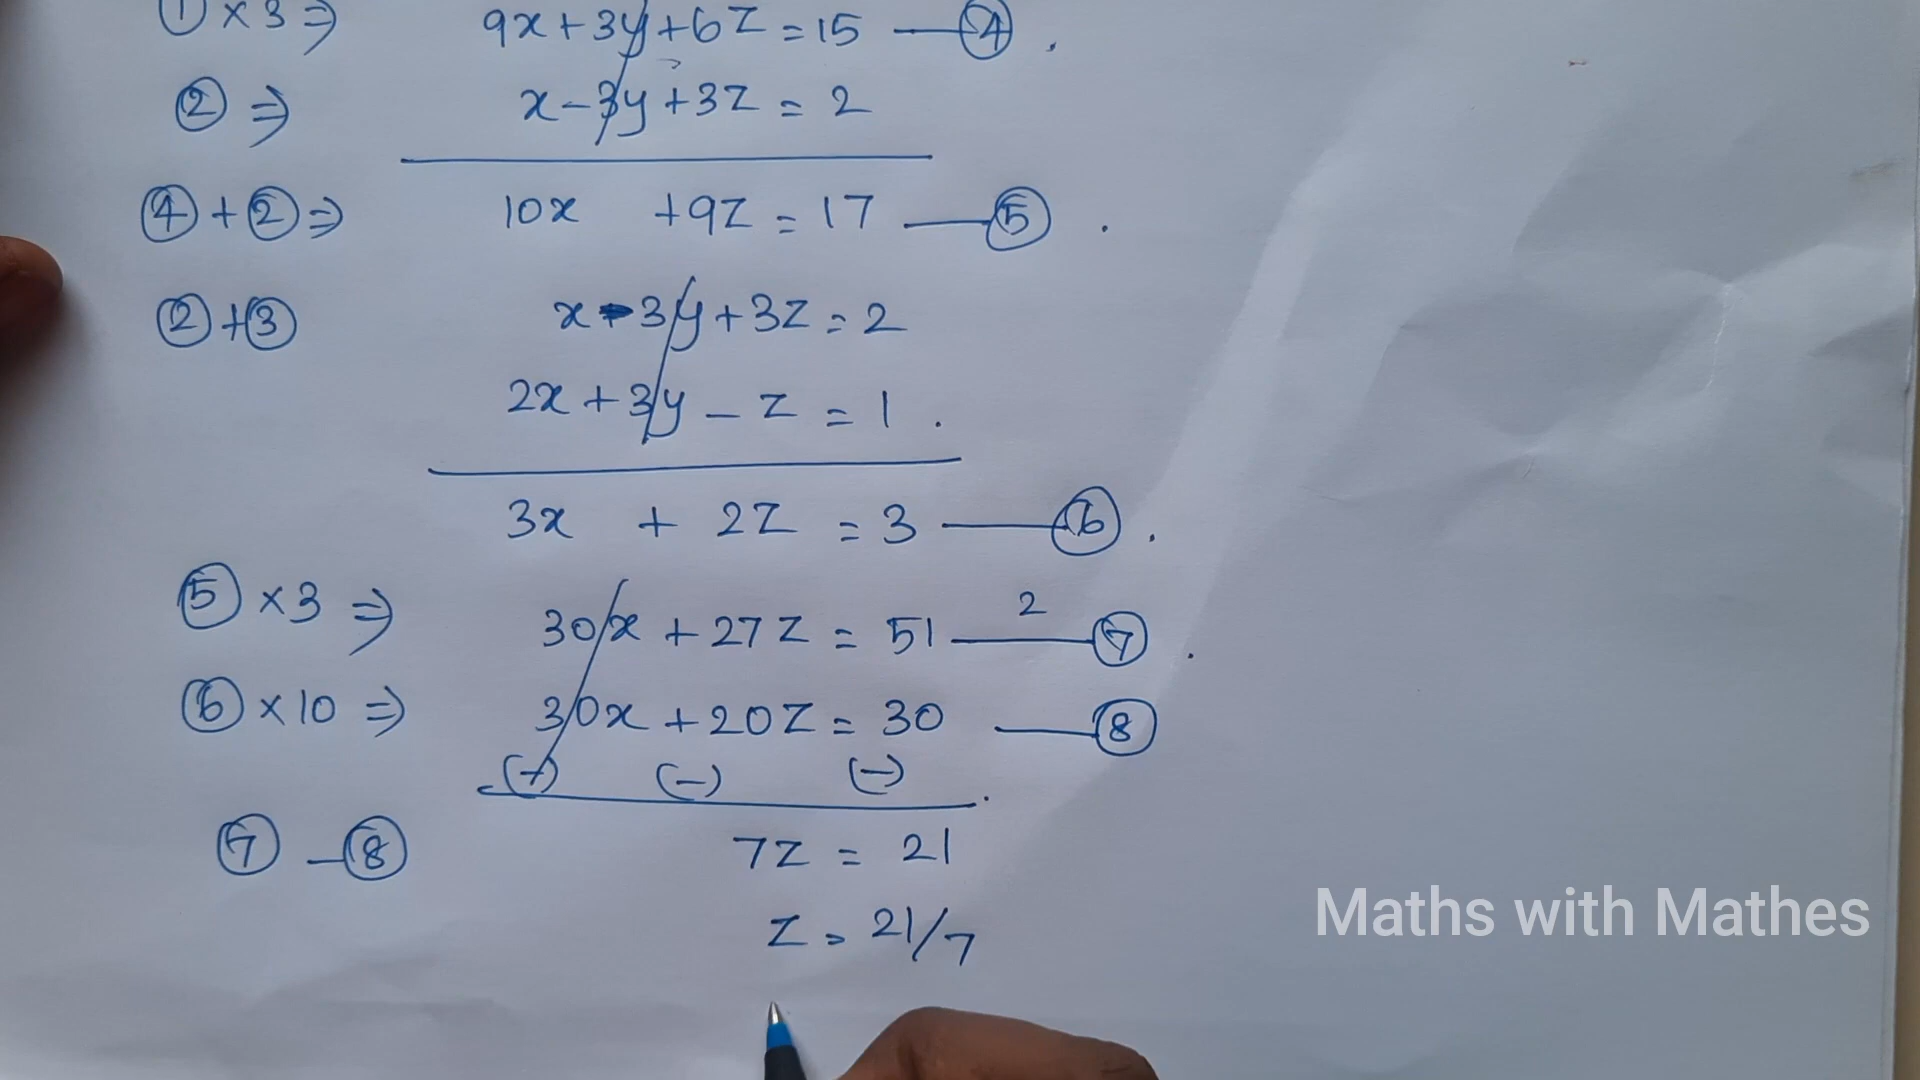 ① × 3 ⇒ 9x + 3y + 6z = 15 — ④ .
② ⇒ x - 3y + 3z = 2
④ + ② ⇒ 10x + 9z = 17 — ⑤ .
② + ③ x - 3y + 3z = 2
2x + 3y - z = 1 .
3x + 2z = 3 — ⑥ .
⑤ × 3 ⇒ 30x + 27z = 51 — 2 ⑦ .
⑥ × 10 ⇒ 30x + 20z = 30 — ⑧
(-) (-) (-) .
⑦ - ⑧ 7z = 21
z = 21/7
Maths with Mathes